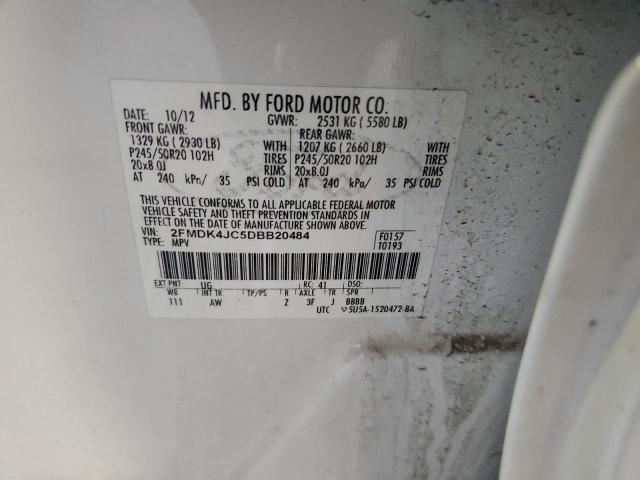 MFD. BY FORD MOTOR CO.
DATE: 10/12 GVWR: 2531 KG ( 5580 LB)
FRONT GAWR: REAR GAWR:
1329 KG ( 2930 LB) WITH 1207 KG ( 2660 LB) WITH
P245/50R20 102H TIRES P245/50R20 102H TIRES
20x8.0J RIMS 20x8.0J RIMS
AT 240 kPa/ 35 PSI COLD AT 240 kPa/ 35 PSI COLD
THIS VEHICLE CONFORMS TO ALL APPLICABLE FEDERAL MOTOR
VEHICLE SAFETY AND THEFT PREVENTION STANDARDS IN
EFFECT ON THE DATE OF MANUFACTURE SHOWN ABOVE.
VIN: 2FMDK4JC5DBB20484 F0157
TYPE: MPV T0193
EXT PNT: UG RC: 41 DSO:
WB INT TR TP/PS R AXLE TR SPR
111 AW Z 3F J BBBB
UTC 5U5A-1520472-BA